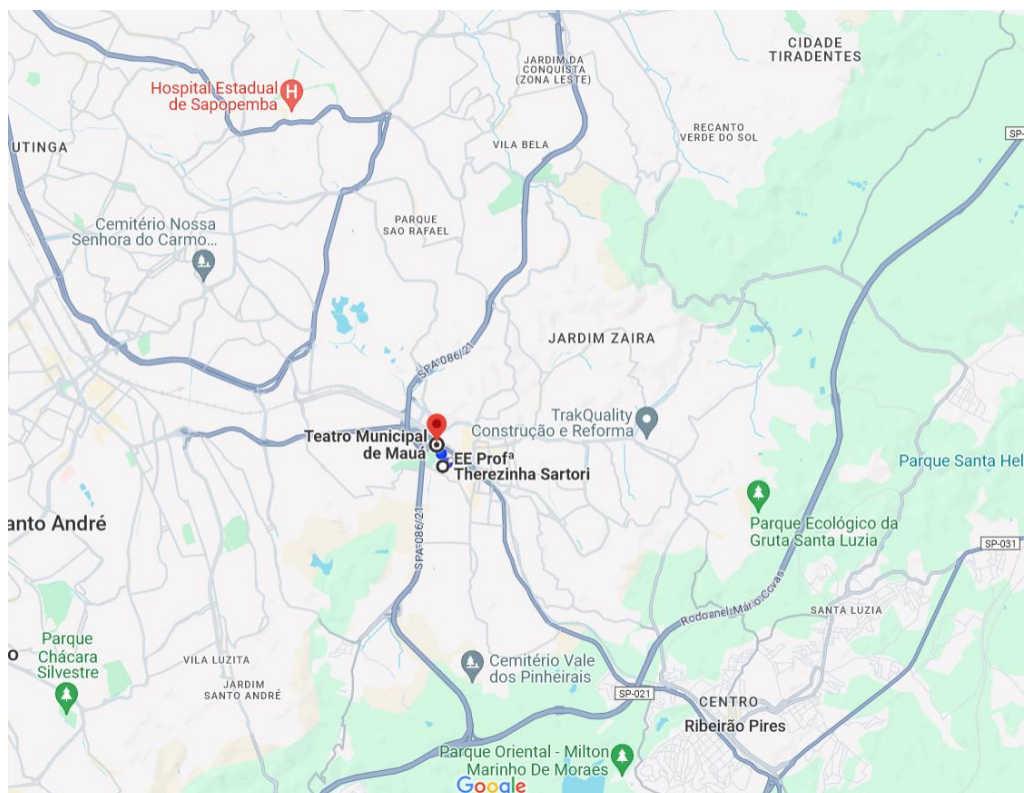 CIDADE
TIRADENTES
JARDIM DA
CONQUISTA
(ZONA LESTE)
Hospital Estadual
de Sapopemba
H
RECANTO
VERDE DO SOL
SP-
UTINGA
VILA BELA
Cemitério Nossa
Senhora do Carmo...
PARQUE
SAO RAFAEL
JARDIM ZAIRA
SPA-086/21
TrakQuality
Construção e Reforma
Teatro Municipal
de Mauá
EE Profª
Therezinha Sartori
Parque Santa Hel
anto André
SPA-086/21
Parque Ecológico da
Gruta Santa Luzia
SP-031
Rodoanel Mário Covas
SANTA LUZIA
Parque
Chácara
Silvestre
o
VILA LUZITA
JARDIM
SANTO ANDRÉ
Cemitério Vale
dos Pinheirais
SP-021
CENTRO
Ribeirão Pires
Parque Oriental - Milton
Marinho De Moraes
Google